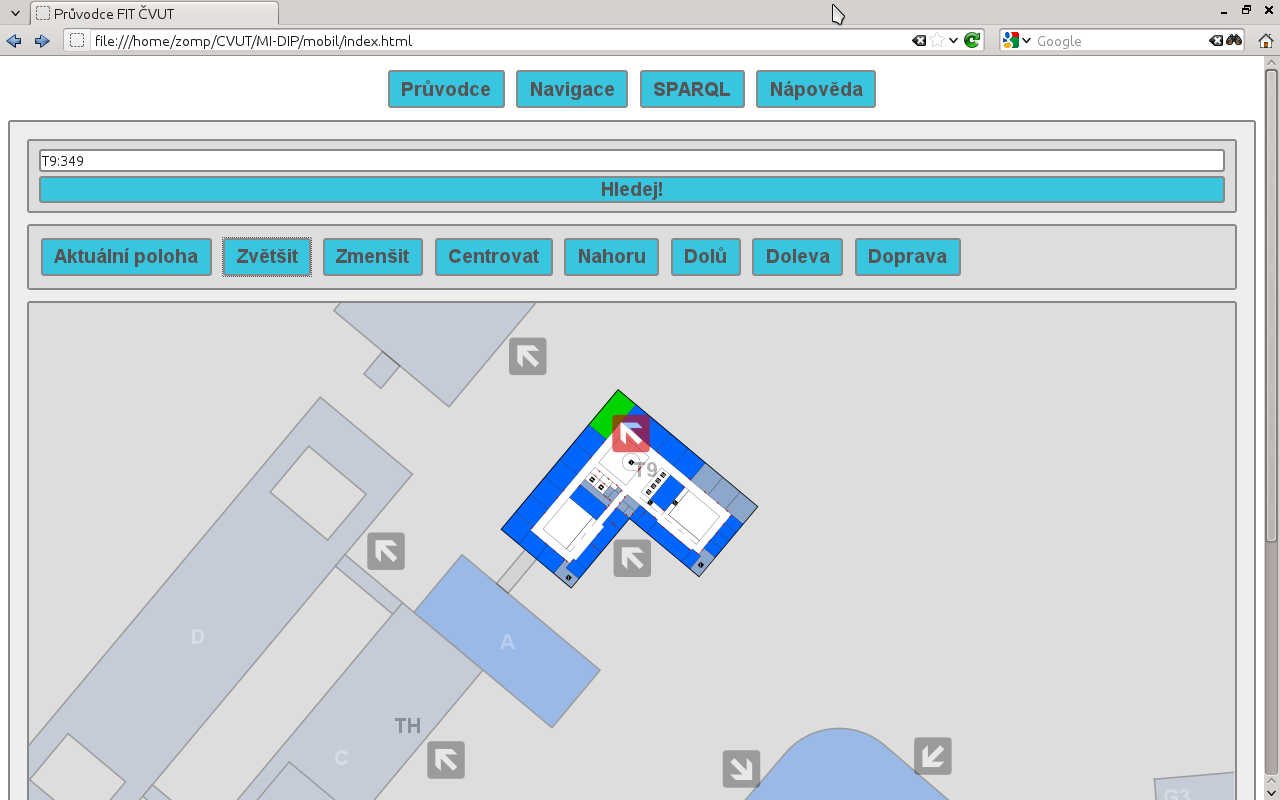 Průvodce FIT ČVUT
file:///home/zomp/CVUT/MI-DIP/mobil/index.html
Google
Průvodce Navigace SPARQL Nápověda
T9:349
Hledej!
Aktuální poloha Zvětšit Zmenšit Centrovat Nahoru Dolů Doleva Doprava
T9
D
A
TH
C
G3